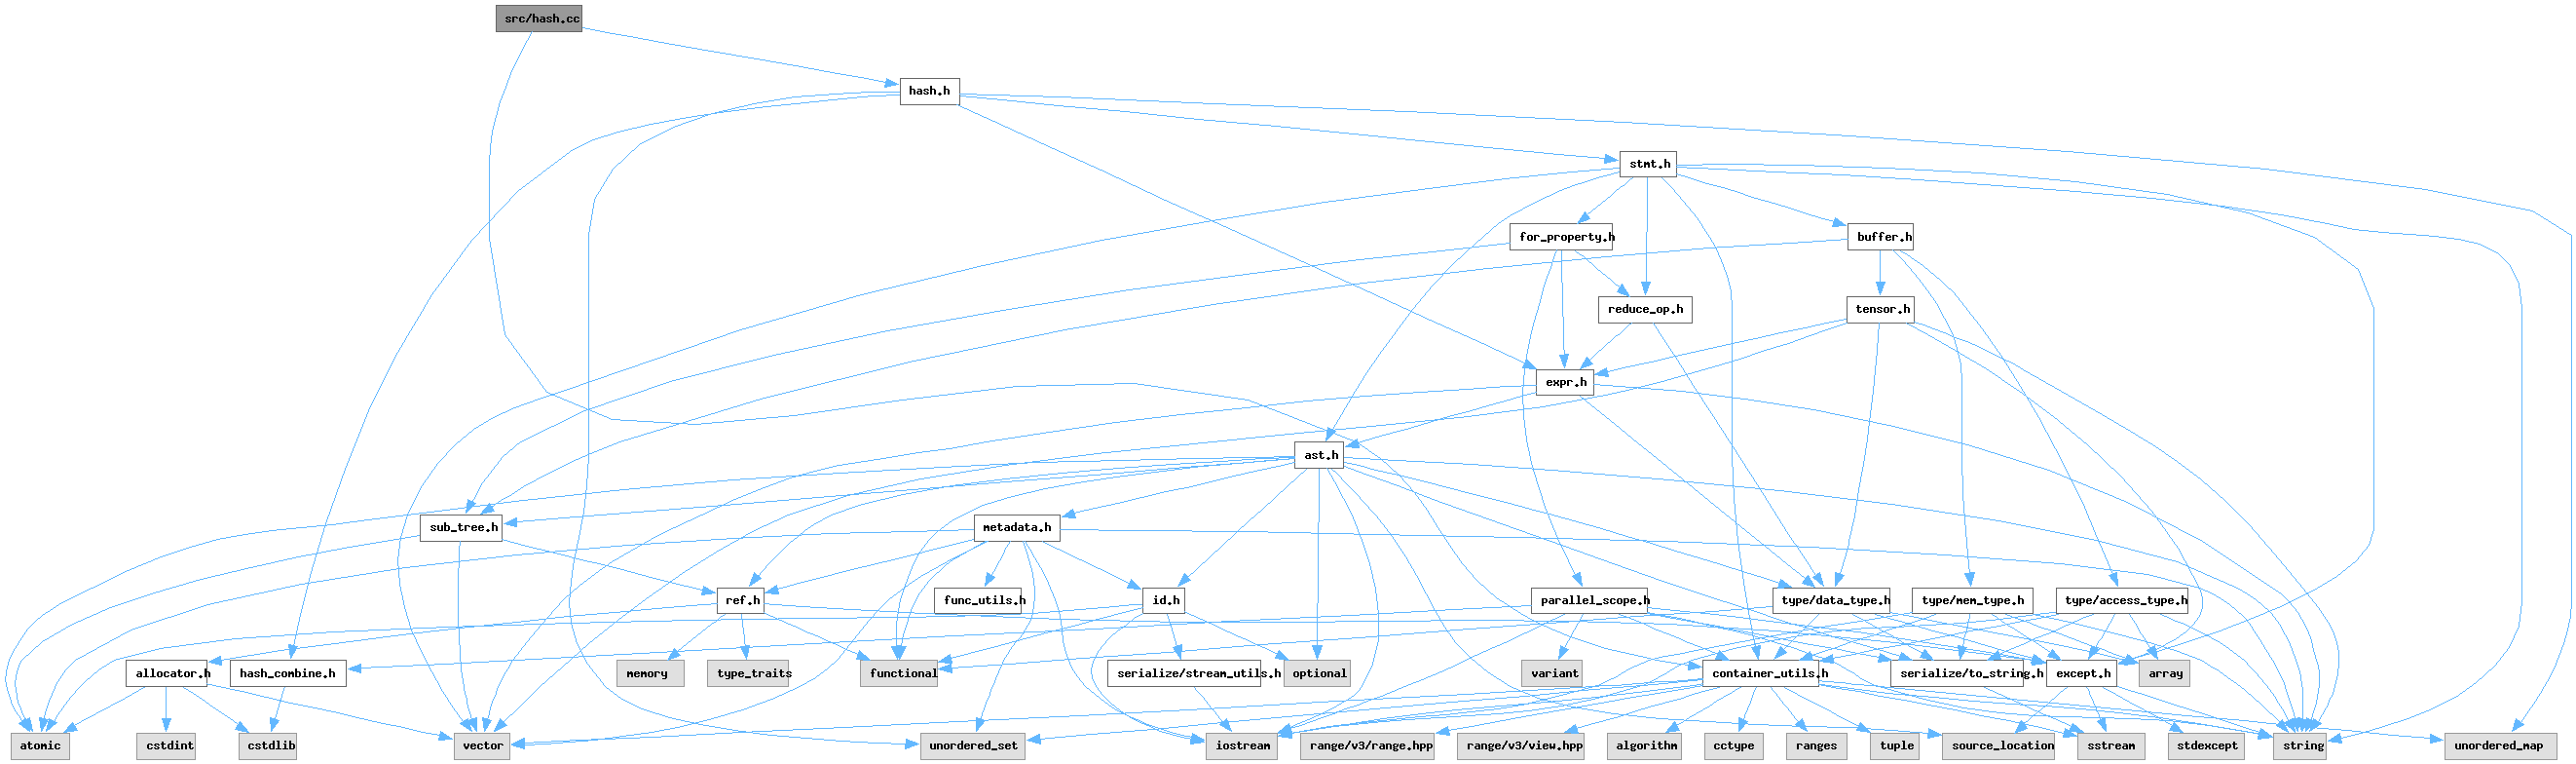 src/hash.cc
hash.h
stmt.h
for_property.h
buffer.h
reduce_op.h
tensor.h
expr.h
ast.h
sub_tree.h
metadata.h
ref.h
func_utils.h
id.h
parallel_scope.h
type/data_type.h
type/mem_type.h
type/access_type.h
allocator.h
hash_combine.h
memory
type_traits
functional
serialize/stream_utils.h
optional
variant
container_utils.h
serialize/to_string.h
except.h
array
atomic
cstdint
cstdlib
vector
unordered_set
iostream
range/v3/range.hpp
range/v3/view.hpp
algorithm
cctype
ranges
tuple
source_location
sstream
stdexcept
string
unordered_map